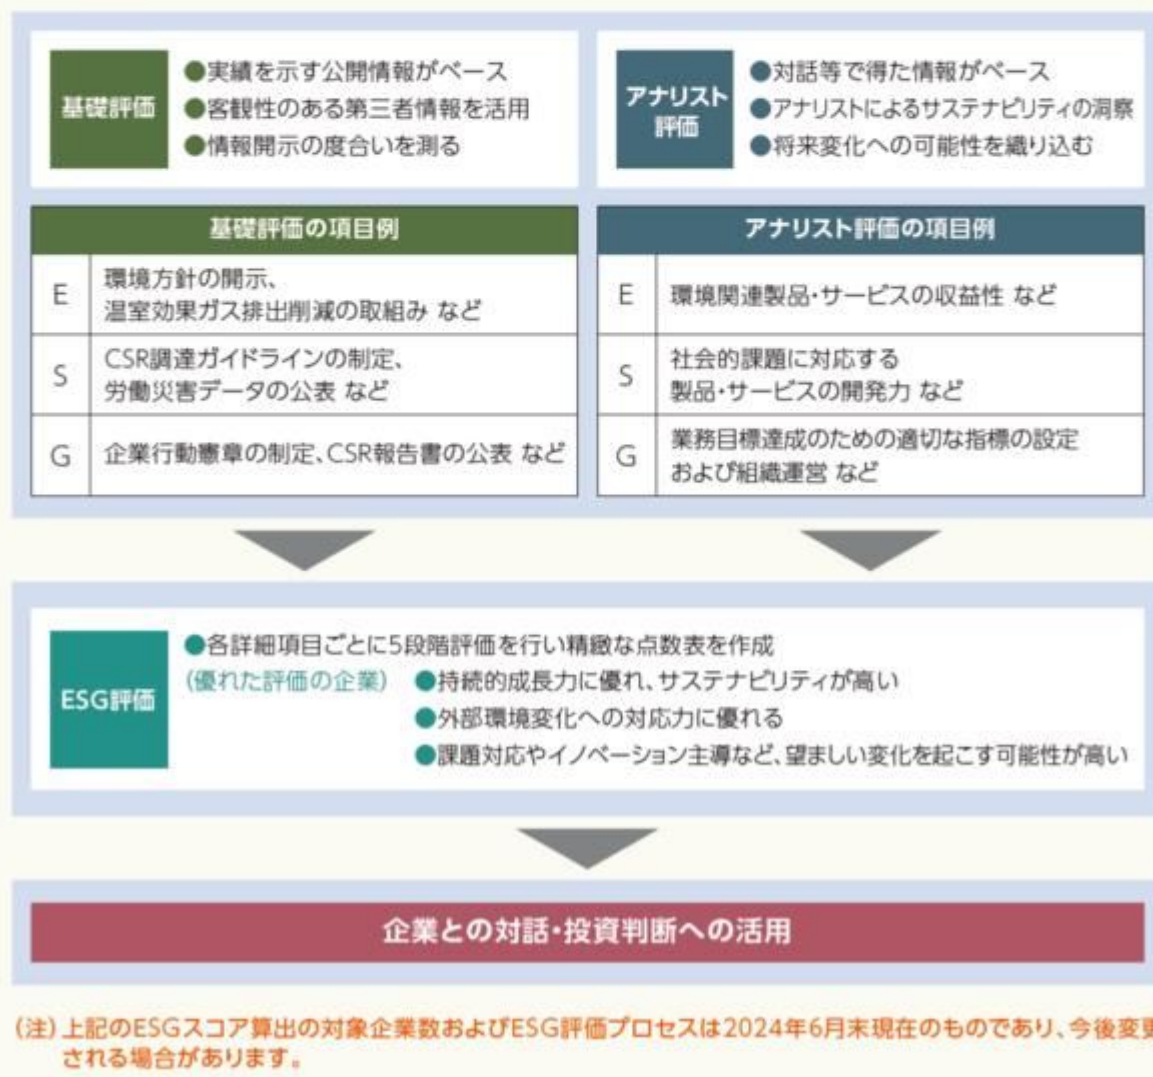 基礎評価
●実績を示す公開情報がベース
●客観性のある第三者情報を活用
●情報開示の度合いを測る
アナリスト
評価
●対話等で得た情報がベース
●アナリストによるサステナビリティの洞察
●将来変化への可能性を織り込む
基礎評価の項目例
E
環境方針の開示、
温室効果ガス排出削減の取組み など
S
CSR調達ガイドラインの制定、
労働災害データの公表 など
G
企業行動憲章の制定、CSR報告書の公表 など
アナリスト評価の項目例
E
環境関連製品・サービスの収益性 など
S
社会的課題に対応する
製品・サービスの開発力 など
G
業務目標達成のための適切な指標の設定
および組織運営 など
ESG評価
●各詳細項目ごとに5段階評価を行い精緻な点数表を作成
(優れた評価の企業) ●持続的成長力に優れ、サステナビリティが高い
●外部環境変化への対応力に優れる
●課題対応やイノベーション主導など、望ましい変化を起こす可能性が高い
企業との対話・投資判断への活用
(注)上記のESGスコア算出の対象企業数およびESG評価プロセスは2024年6月末現在のものであり、今後変更
される場合があります。